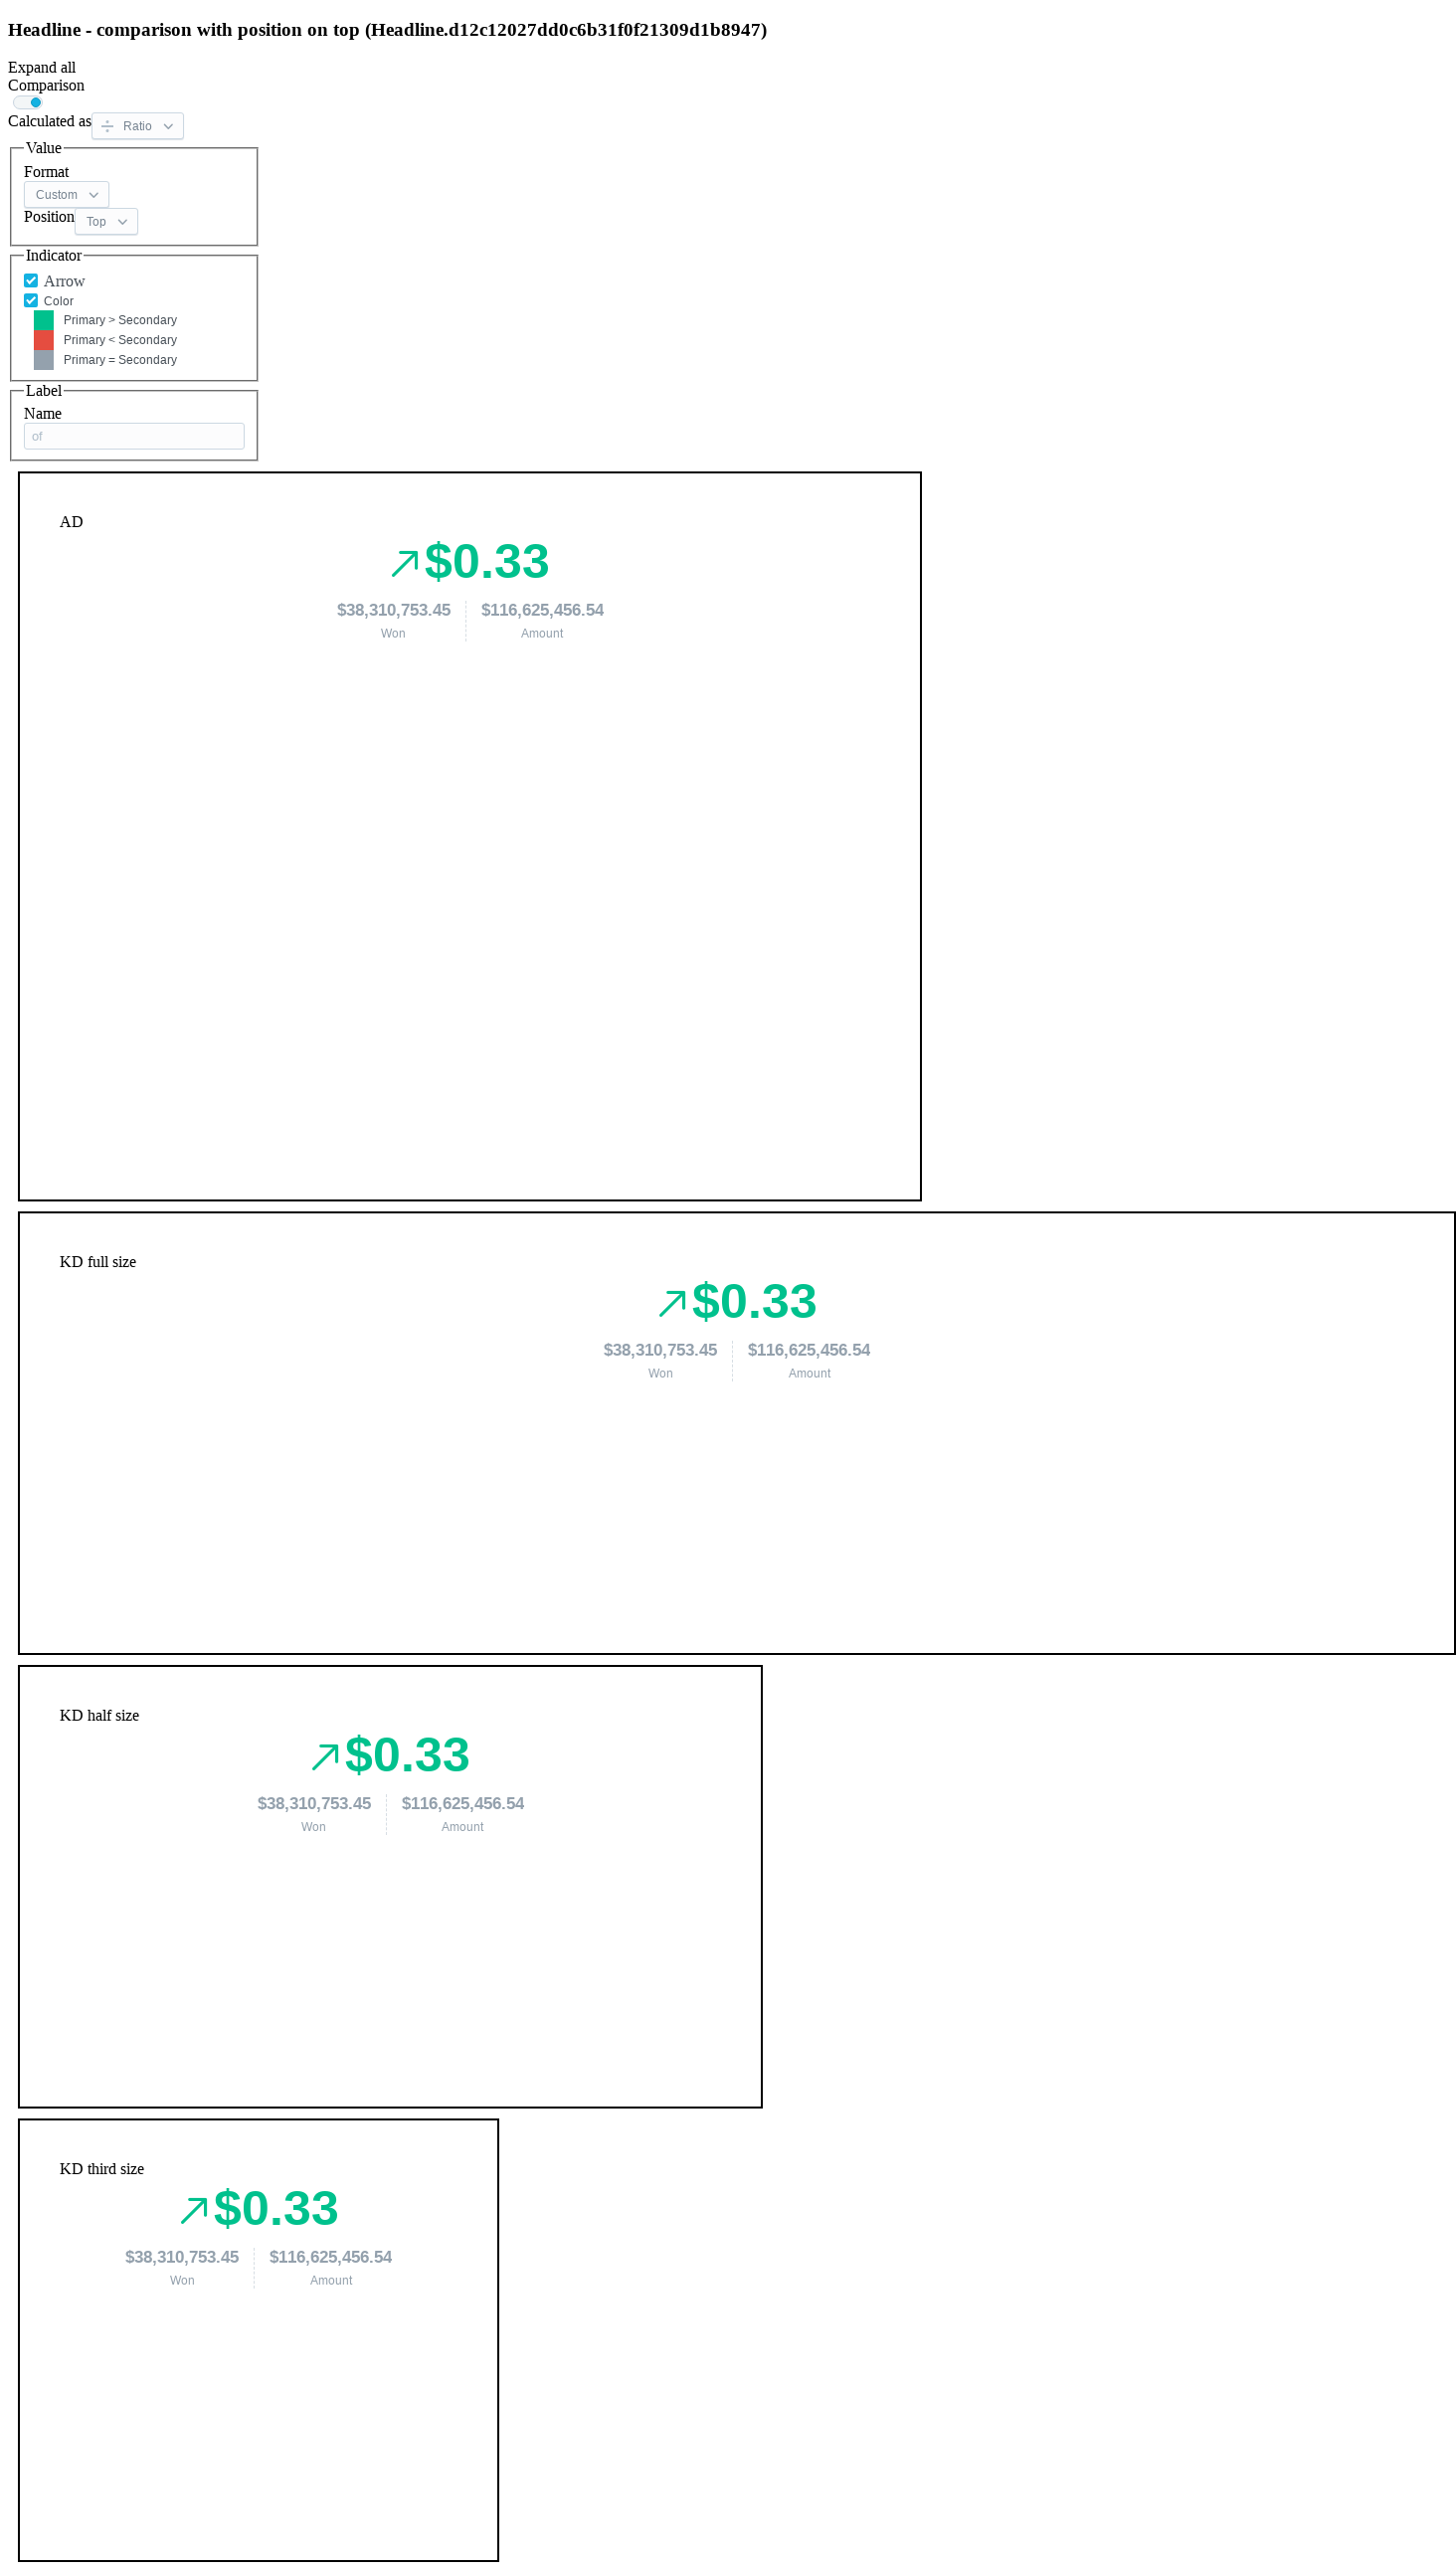 Headline - comparison with position on top (Headline.d12c12027dd0c6b31f0f21309d1b8947)
Expand all
Comparison
Calculated as Ratio
Value
Format
Custom
Position Top
Indicator
Arrow
Color
Primary > Secondary
Primary < Secondary
Primary = Secondary
Label
Name
of
AD
$0.33
$38,310,753.45 $116,625,456.54
Won Amount
KD full size
$0.33
$38,310,753.45 $116,625,456.54
Won Amount
KD half size
$0.33
$38,310,753.45 $116,625,456.54
Won Amount
KD third size
$0.33
$38,310,753.45 $116,625,456.54
Won Amount